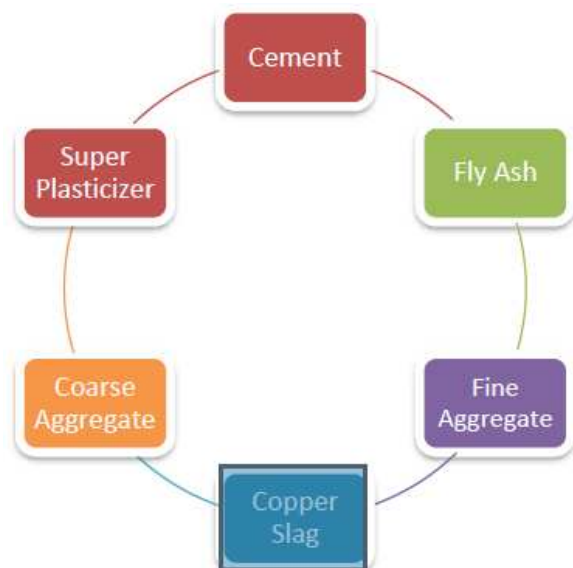 Cement
Super
Plasticizer
Fly Ash
Coarse
Aggregate
Fine
Aggregate
Copper
Slag